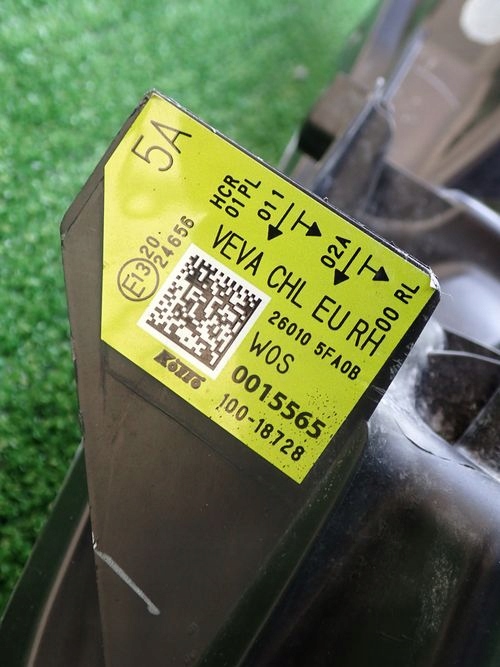 5A
HCR
01PL
011
02A
00 RL
E13 20
24656
VEVA CHL EU RH
26010 5FA0B
W0S
0015565
100-18728
KOITO